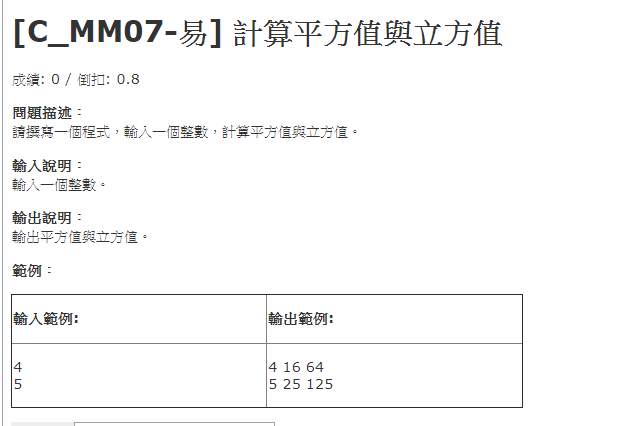 [C_MM07-易] 計算平方值與立方值
成績: 0 / 倒扣: 0.8
問題描述：
請撰寫一個程式，輸入一個整數，計算平方值與立方值。
輸入說明：
輸入一個整數。
輸出說明：
輸出平方值與立方值。
範例：
輸入範例:
輸出範例:
4
5
4 16 64
5 25 125